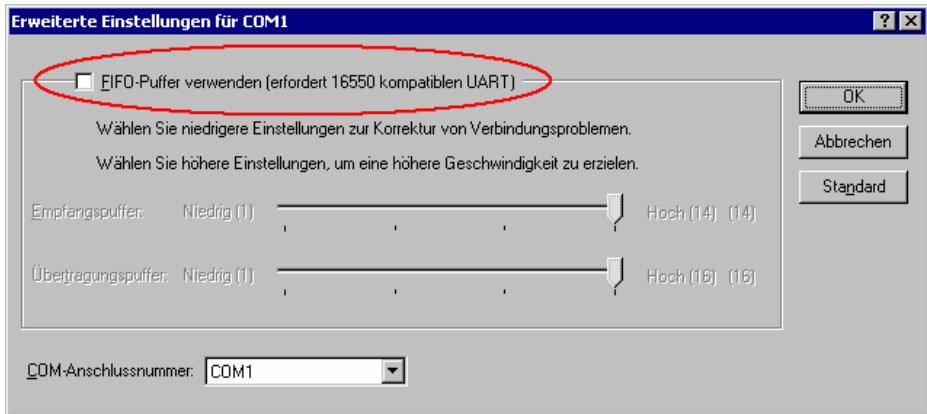 Erweiterte Einstellungen für COM1
FIFO-Puffer verwenden (erfordert 16550 kompatiblen UART)
OK
Wählen Sie niedrigere Einstellungen zur Korrektur von Verbindungsproblemen.
Abbrechen
Wählen Sie höhere Einstellungen, um eine höhere Geschwindigkeit zu erzielen.
Standard
Empfangspuffer: Niedrig (1) Hoch (14) (14)
Übertragungspuffer: Niedrig (1) Hoch (16) (16)
COM-Anschlussnummer: COM1